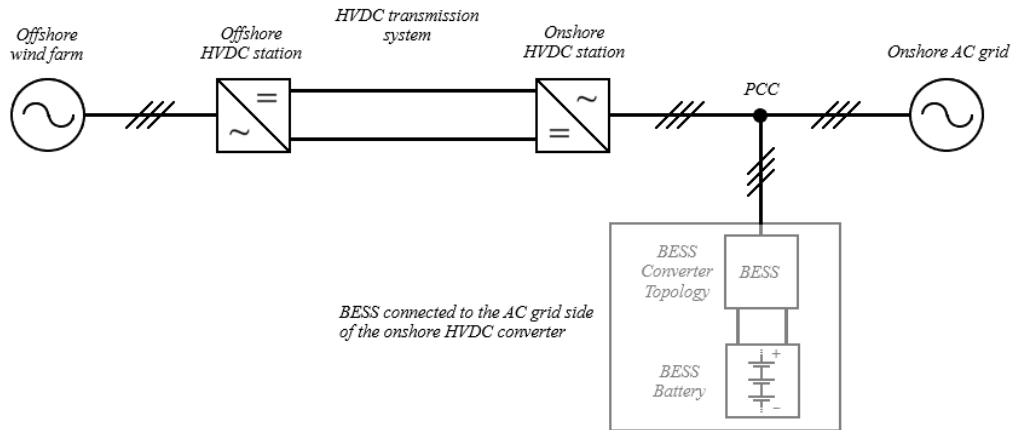 Offshore
wind farm
Offshore
HVDC station
HVDC transmission
system
Onshore
HVDC station
PCC
Onshore AC grid
BESS
Converter
Topology
BESS
BESS connected to the AC grid side
of the onshore HVDC converter
BESS
Battery